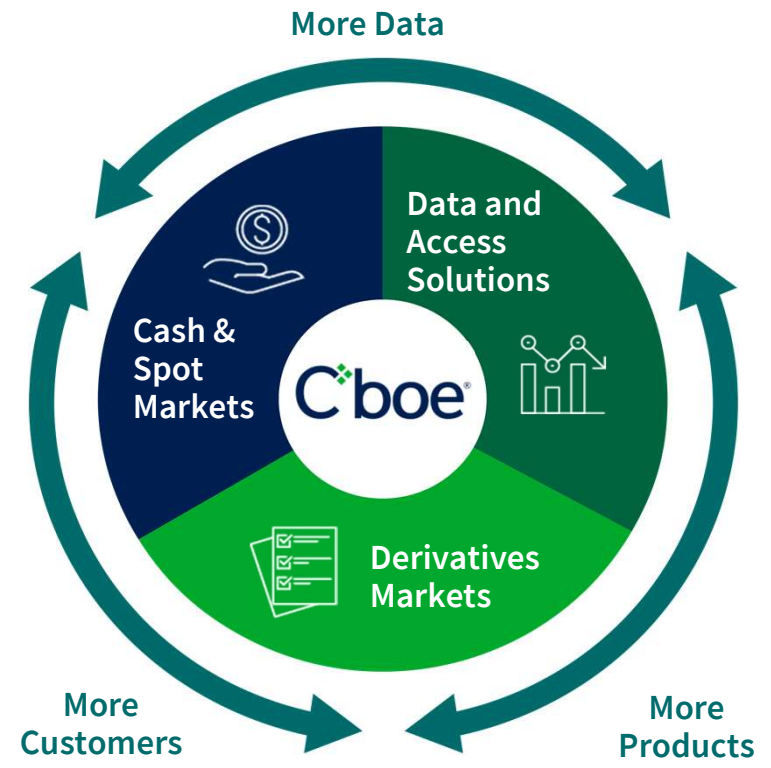 More Data
Data and
Access
Solutions
Cash &
Spot
Markets
Cboe®
Derivatives
Markets
More
Customers
More
Products